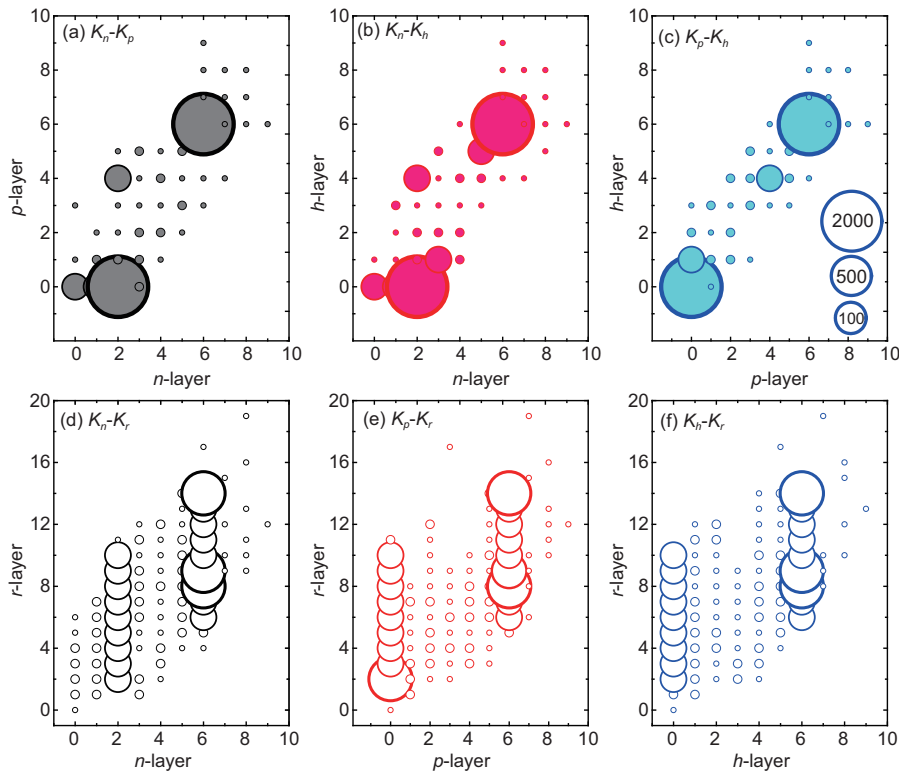 (a) Kn-Kp
(b) Kn-Kh
(c) Kp-Kh
10
8
6
4
2
0
p-layer
0 2 4 6 8 10
n-layer
10
8
6
4
2
0
h-layer
0 2 4 6 8 10
n-layer
10
8
6
4
2
0
h-layer
0 2 4 6 8 10
p-layer
2000
500
100
(d) Kn-Kr
(e) Kp-Kr
(f) Kh-Kr
20
16
12
8
4
0
r-layer
0 2 4 6 8 10
n-layer
20
16
12
8
4
0
r-layer
0 2 4 6 8 10
p-layer
20
16
12
8
4
0
r-layer
0 2 4 6 8 10
h-layer